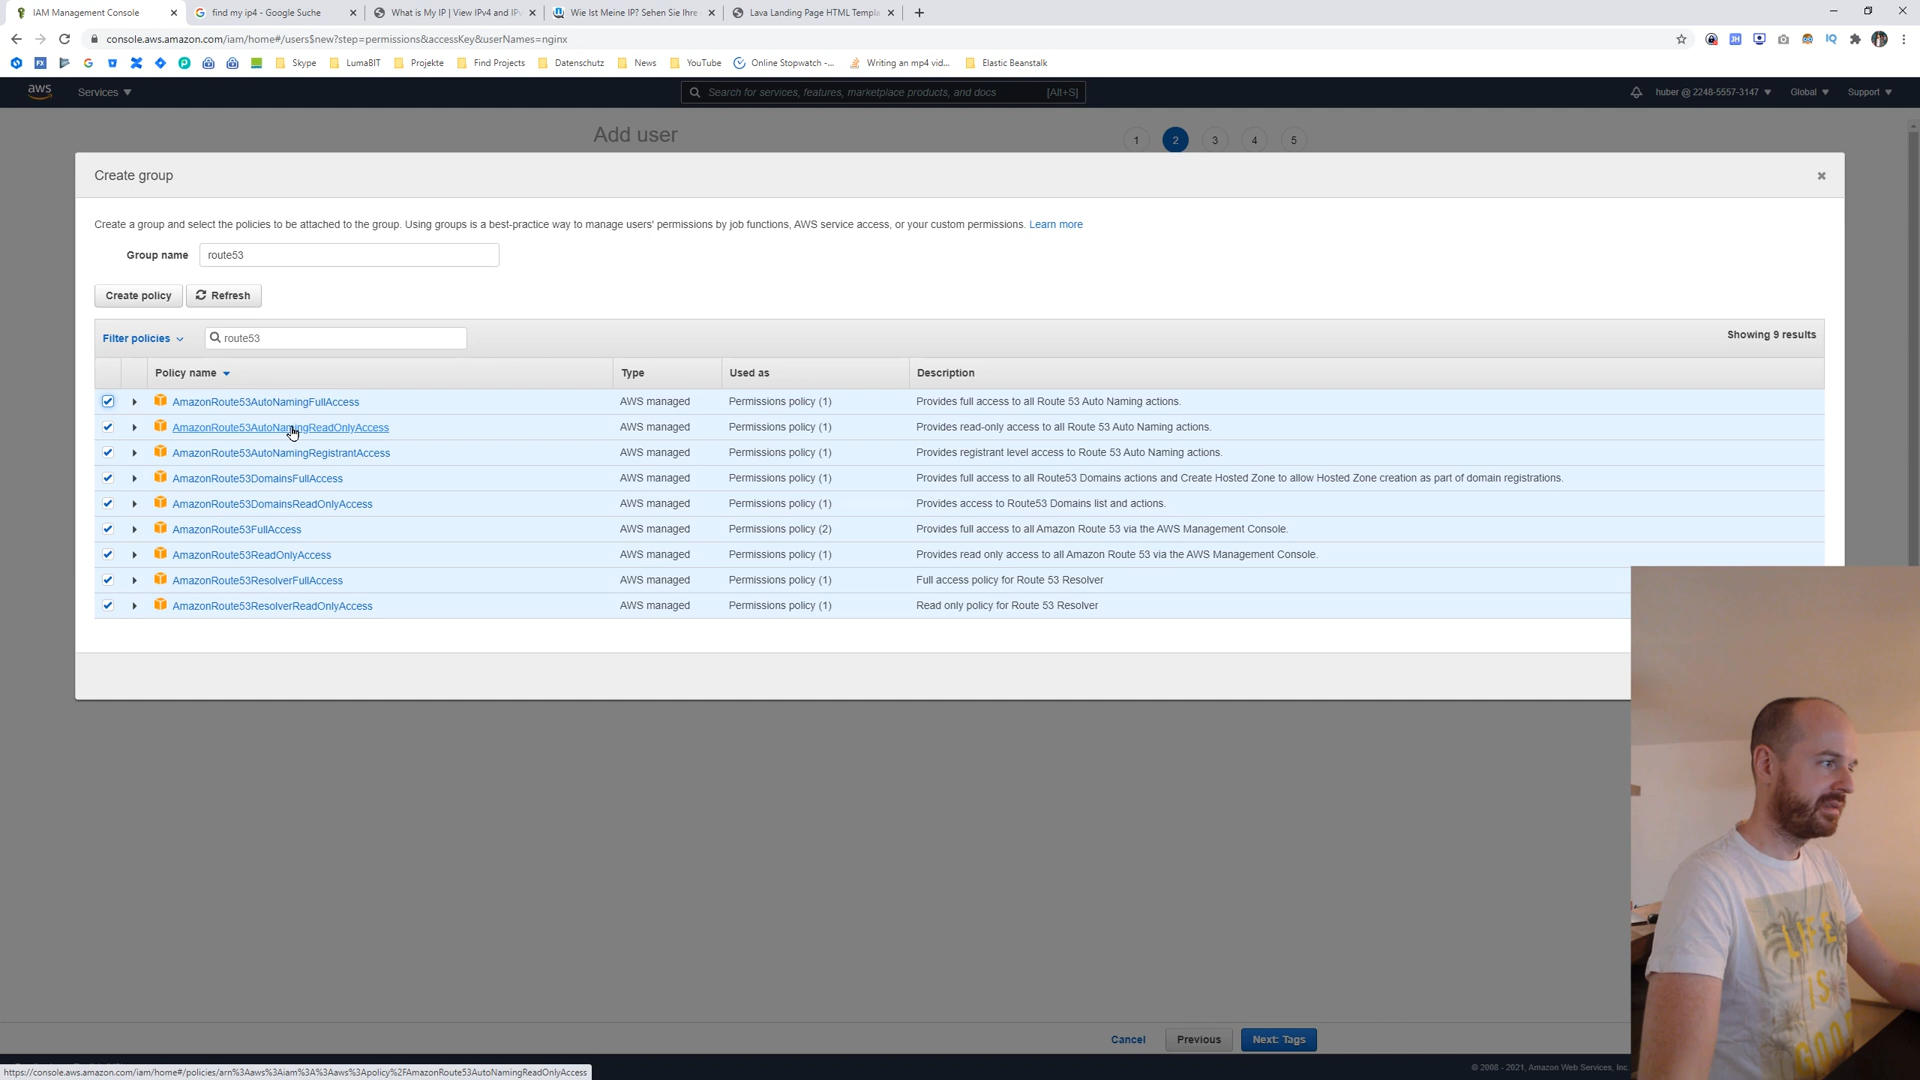 IAM Management Console
find my ip4 - Google Suche
What is My IP | View IPv4 and IPv
Wie Ist Meine IP? Sehen Sie Ihre
Lava Landing Page HTML Templa
console.aws.amazon.com/iam/home#/users$new?step=permissions&accessKey&userNames=nginx
Skype
LumaBIT
Projekte
Find Projects
Datenschutz
News
YouTube
Online Stopwatch -...
Writing an mp4 vid...
Elastic Beanstalk
aws
Services
Search for services, features, marketplace products, and docs
[Alt+S]
huber @ 2248-5557-3147
Global
Support
Add user
1 2 3 4 5
Create group
Create a group and select the policies to be attached to the group. Using groups is a best-practice way to manage users' permissions by job functions, AWS service access, or your custom permissions. Learn more
Group name route53
Create policy Refresh
Filter policies route53 Showing 9 results
Policy name Type Used as Description
AmazonRoute53AutoNamingFullAccess AWS managed Permissions policy (1) Provides full access to all Route 53 Auto Naming actions.
AmazonRoute53AutoNamingReadOnlyAccess AWS managed Permissions policy (1) Provides read-only access to all Route 53 Auto Naming actions.
AmazonRoute53AutoNamingRegistrantAccess AWS managed Permissions policy (1) Provides registrant level access to Route 53 Auto Naming actions.
AmazonRoute53DomainsFullAccess AWS managed Permissions policy (1) Provides full access to all Route53 Domains actions and Create Hosted Zone to allow Hosted Zone creation as part of domain registrations.
AmazonRoute53DomainsReadOnlyAccess AWS managed Permissions policy (1) Provides access to Route53 Domains list and actions.
AmazonRoute53FullAccess AWS managed Permissions policy (2) Provides full access to all Amazon Route 53 via the AWS Management Console.
AmazonRoute53ReadOnlyAccess AWS managed Permissions policy (1) Provides read only access to all Amazon Route 53 via the AWS Management Console.
AmazonRoute53ResolverFullAccess AWS managed Permissions policy (1) Full access policy for Route 53 Resolver
AmazonRoute53ResolverReadOnlyAccess AWS managed Permissions policy (1) Read only policy for Route 53 Resolver
LIFE
IS
GOOD
Cancel Previous Next: Tags
© 2008 - 2021, Amazon Web Services, Inc.
https://console.aws.amazon.com/iam/home#/policies/arn%3Aaws%3Aiam%3A%3Aaws%3Apolicy%2FAmazonRoute53AutoNamingReadOnlyAccess